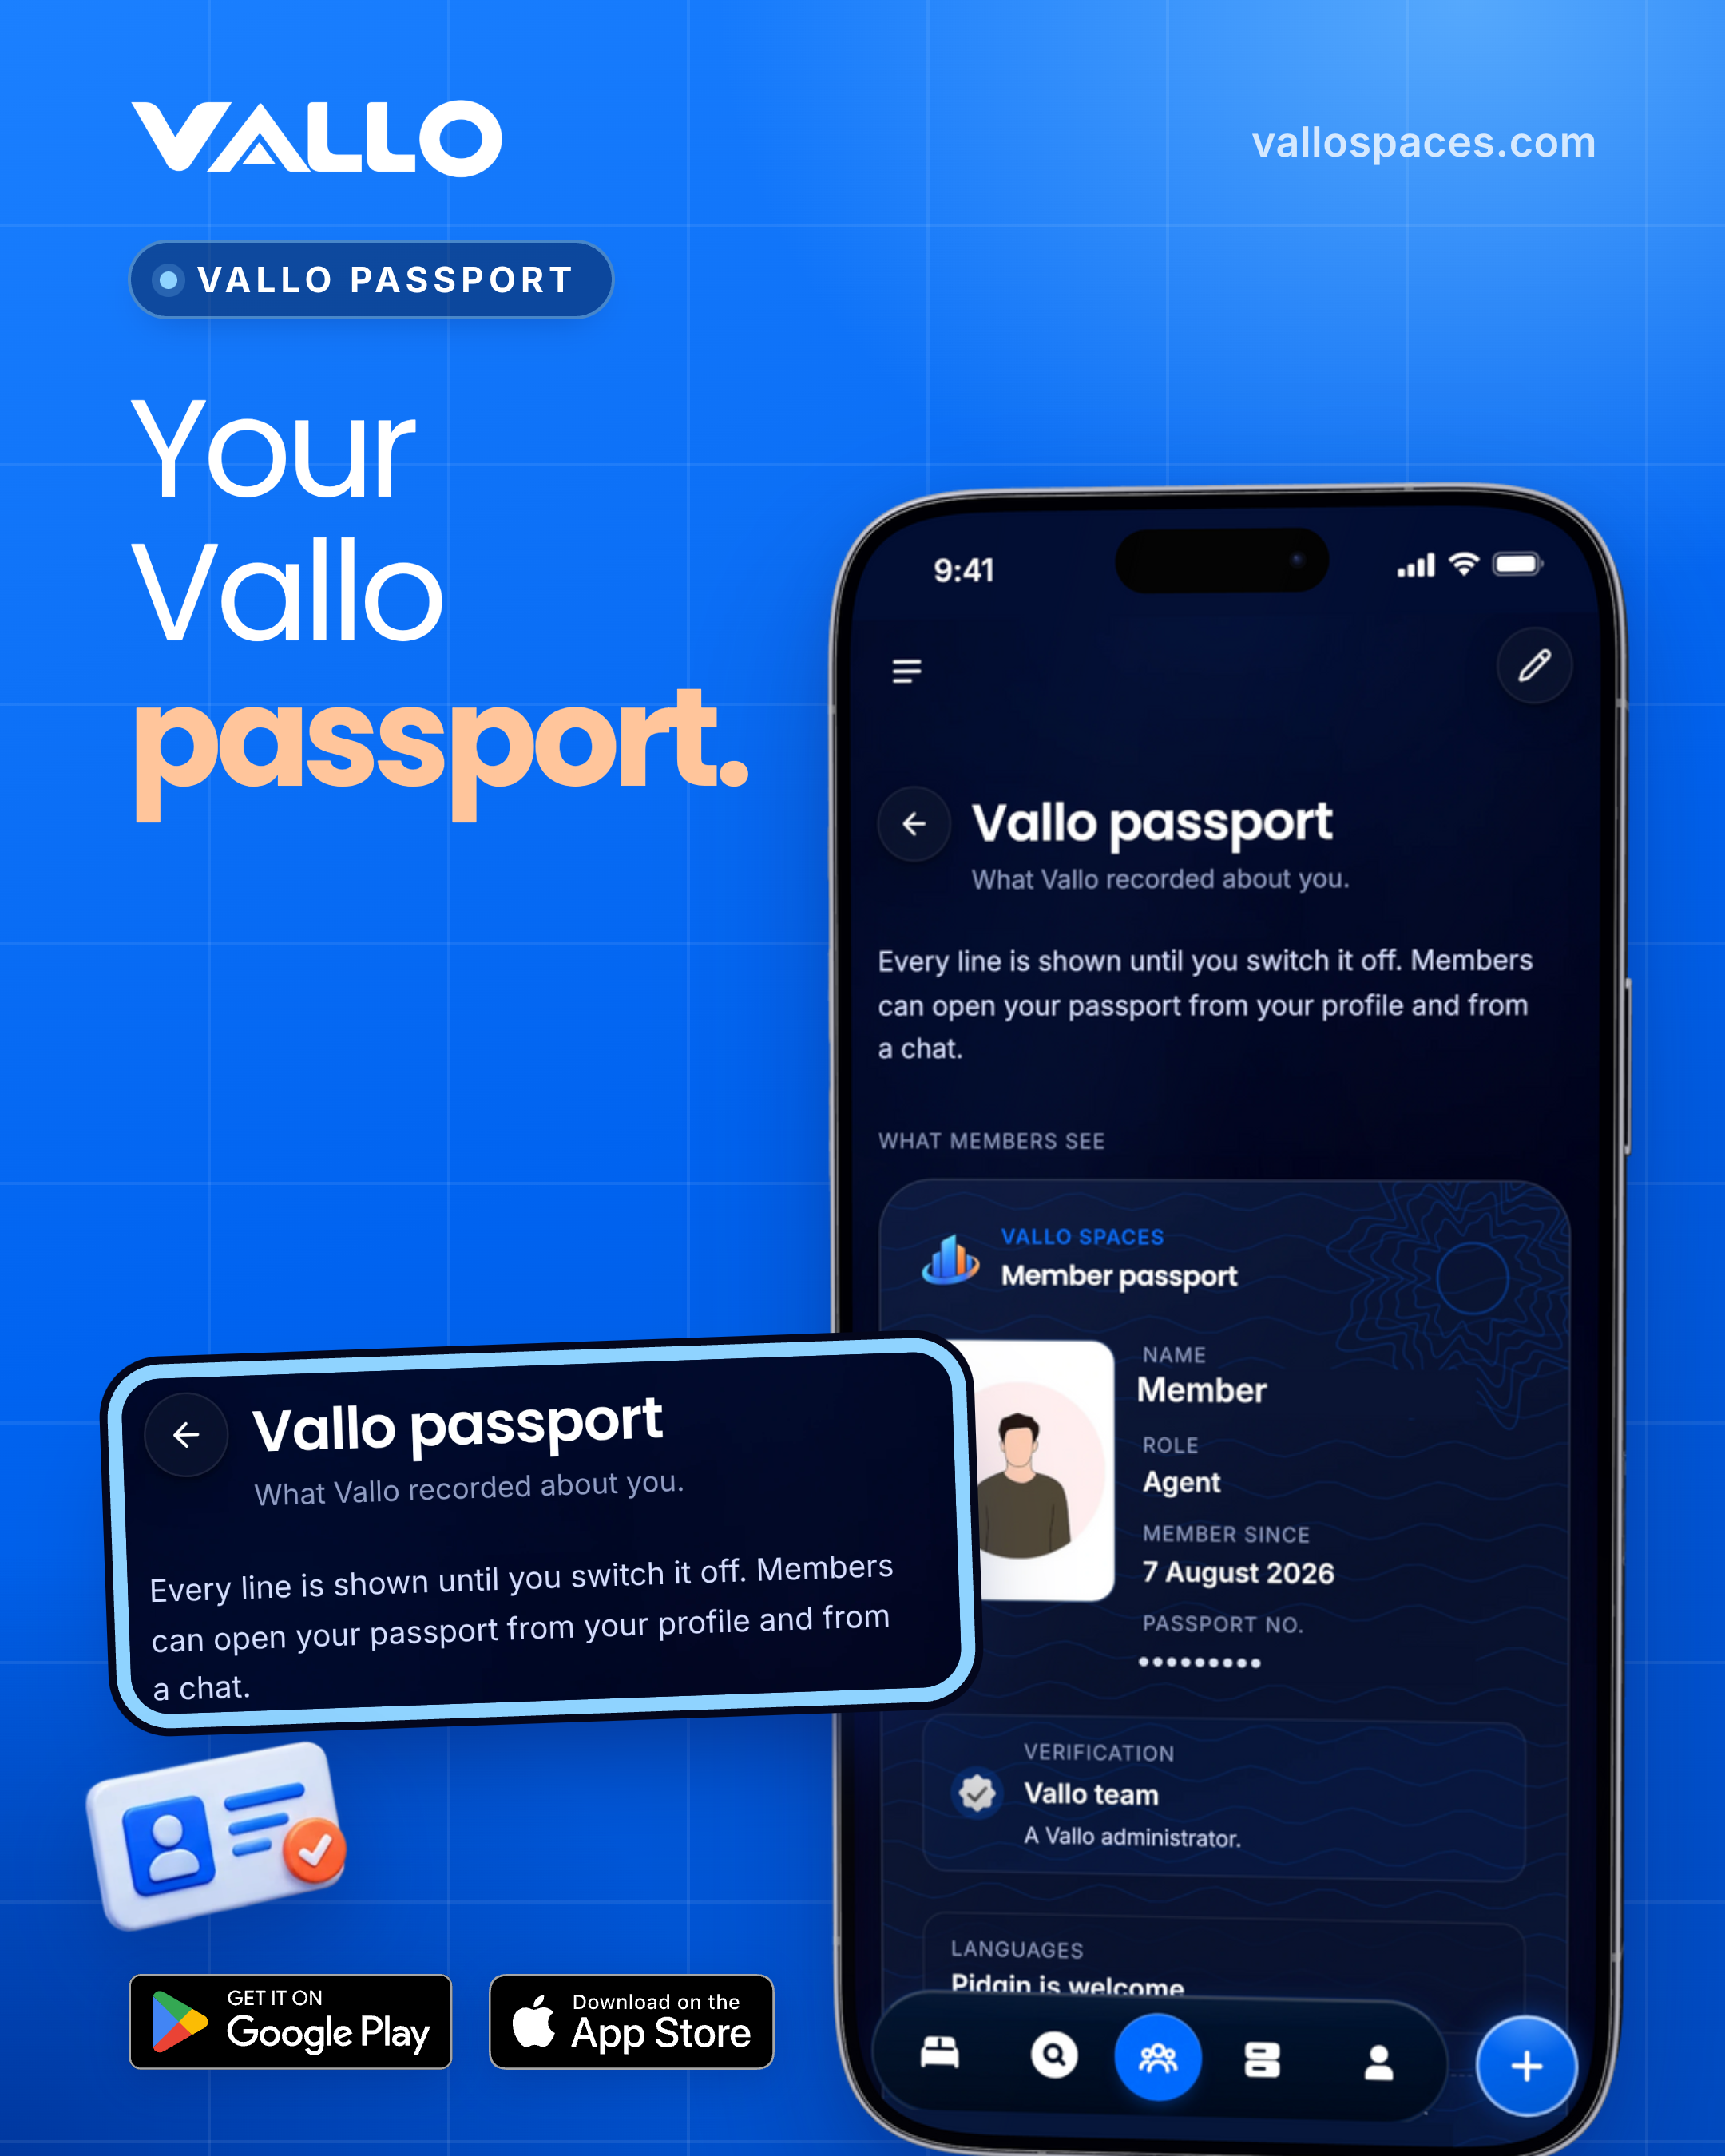 VALLO
vallospaces.com
VALLO PASSPORT
Your
Vallo
passport.
9:41
Vallo passport
What Vallo recorded about you.
Every line is shown until you switch it off. Members
can open your passport from your profile and from
a chat.
WHAT MEMBERS SEE
VALLO SPACES
Member passport
NAME
Member
ROLE
Agent
MEMBER SINCE
7 August 2026
PASSPORT NO.
•••••••••
VERIFICATION
Vallo team
A Vallo administrator.
LANGUAGES
Pidgin is welcome
Vallo passport
What Vallo recorded about you.
Every line is shown until you switch it off. Members
can open your passport from your profile and from
a chat.
GET IT ON
Google Play
Download on the
App Store